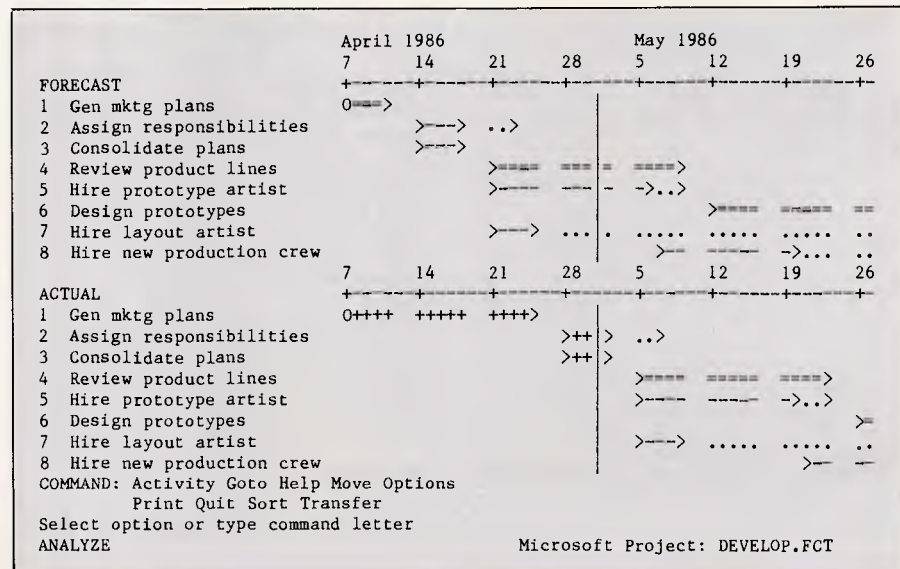 April 1986 May 1986
7 14 21 28 5 12 19 26
FORECAST +------+------+------+------+------+------+------+-
1 Gen mktg plans O===>
2 Assign responsibilities >---> ..>
3 Consolidate plans >--->
4 Review product lines >==== === = ===>
5 Hire prototype artist >---- --- - ->..>
6 Design prototypes >==== ===== ==
7 Hire layout artist >---> ... . ..... ..... ..... ..
8 Hire new production crew >-- ----- ->... ..
7 14 21 28 5 12 19 26
ACTUAL +------+------+------+------+------+------+------+-
1 Gen mktg plans O++++ +++++ ++++>
2 Assign responsibilities >++ > ..>
3 Consolidate plans >++ >
4 Review product lines >==== ===== ====>
5 Hire prototype artist >---- ----- ->..>
6 Design prototypes >=
7 Hire layout artist >---> ..... ..... ..
8 Hire new production crew >-- --
COMMAND: Activity Goto Help Move Options
Print Quit Sort Transfer
Select option or type command letter
ANALYZE Microsoft Project: DEVELOP.FCT